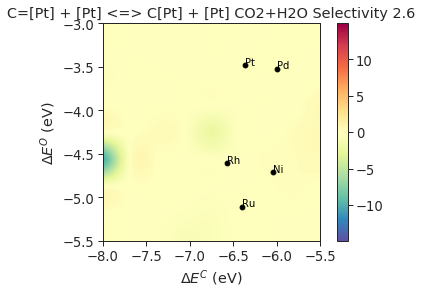 C=[Pt] + [Pt] <=> C[Pt] + [Pt] CO2+H2O Selectivity 2.6
−3.0
−3.5
−4.0
−4.5
−5.0
−5.5
ΔE^O (eV)
Pt
Pd
Rh
Ni
Ru
−8.0 −7.5 −7.0 −6.5 −6.0 −5.5
ΔE^C (eV)
10
5
0
−5
−10